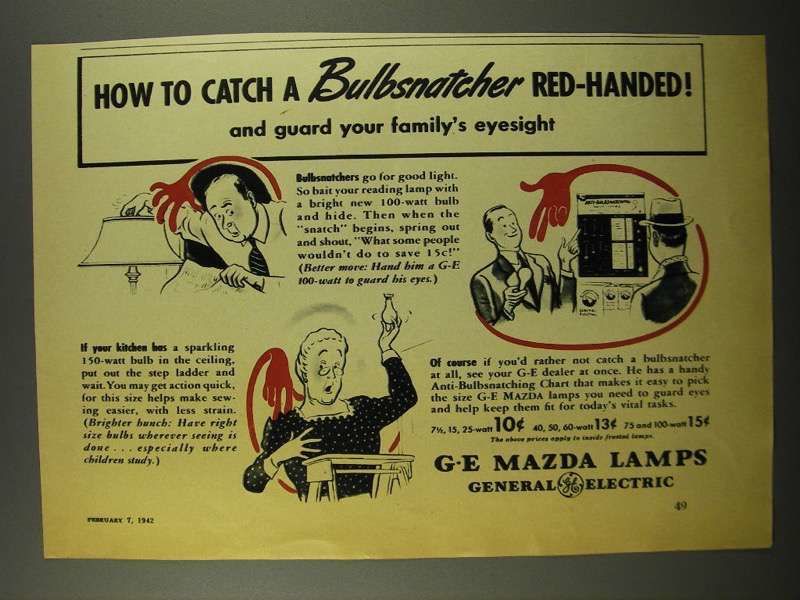 HOW TO CATCH A Bulbsnatcher RED-HANDED!
and guard your family's eyesight
Bulbsnatchers go for good light.
So bait your reading lamp with
a bright new 100-watt bulb
and hide. Then when the
"snatch" begins, spring out
and shout, "What some people
wouldn't do to save 15c!"
(Better move: Hand him a G-E
100-watt to guard his eyes.)
ANTI-BULBSNATCHING
If your kitchen has a sparkling
150-watt bulb in the ceiling,
put out the step ladder and
wait. You may get action quick,
for this size helps make sew-
ing easier, with less strain.
(Brighter hunch: Have right
size bulbs wherever seeing is
done . . . especially where
children study.)
Of course if you'd rather not catch a bulbsnatcher
at all, see your G-E dealer at once. He has a handy
Anti-Bulbsnatching Chart that makes it easy to pick
the size G-E MAZDA lamps you need to guard eyes
and help keep them fit for today's vital tasks.
7½, 15, 25-watt 10¢ 40, 50, 60-watt 13¢ 75 and 100-watt 15¢
The above prices apply to inside frosted lamps.
G-E MAZDA LAMPS
GENERAL GE ELECTRIC
FEBRUARY 7, 1942
49